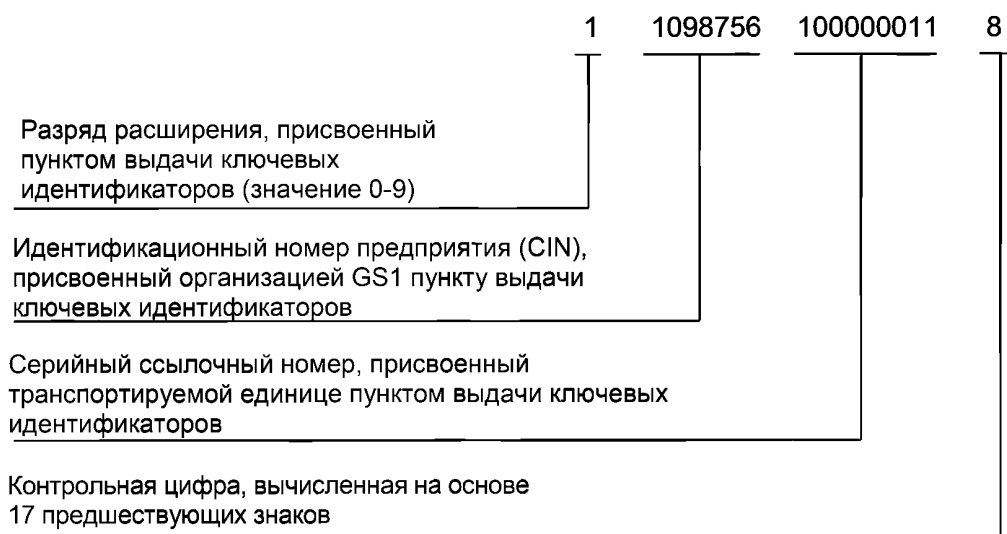 1 1098756 100000011 8
Разряд расширения, присвоенный
пунктом выдачи ключевых
идентификаторов (значение 0-9)
Идентификационный номер предприятия (CIN),
присвоенный организацией GS1 пункту выдачи
ключевых идентификаторов
Серийный ссылочный номер, присвоенный
транспортируемой единице пунктом выдачи ключевых
идентификаторов
Контрольная цифра, вычисленная на основе
17 предшествующих знаков